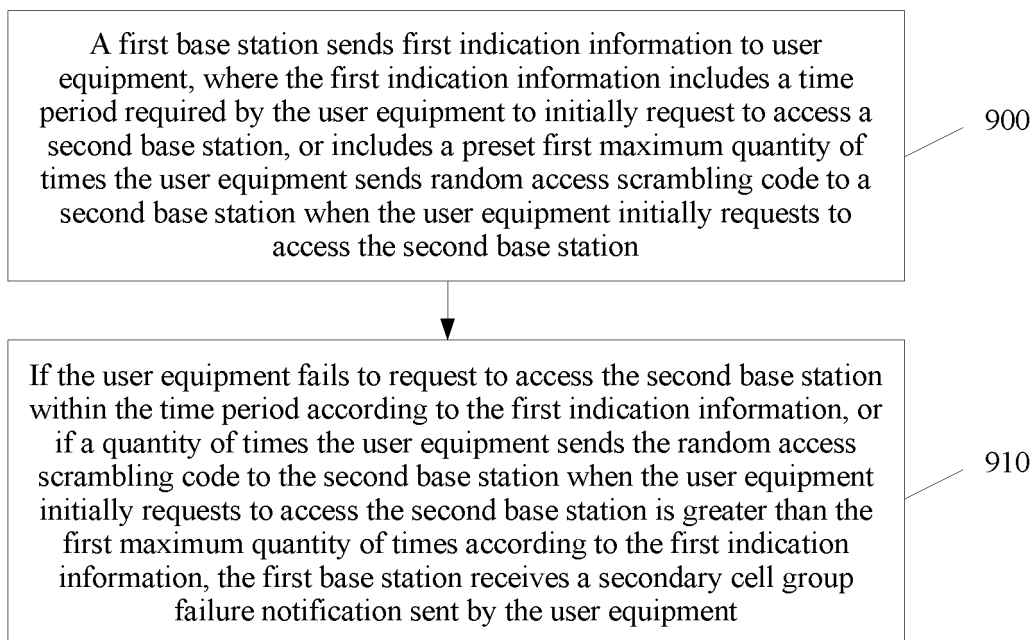 A first base station sends first indication information to user
equipment, where the first indication information includes a time
period required by the user equipment to initially request to access a
second base station, or includes a preset first maximum quantity of
times the user equipment sends random access scrambling code to a
second base station when the user equipment initially requests to
access the second base station
900
If the user equipment fails to request to access the second base station
within the time period according to the first indication information, or
if a quantity of times the user equipment sends the random access
scrambling code to the second base station when the user equipment
initially requests to access the second base station is greater than the
first maximum quantity of times according to the first indication
information, the first base station receives a secondary cell group
failure notification sent by the user equipment
910